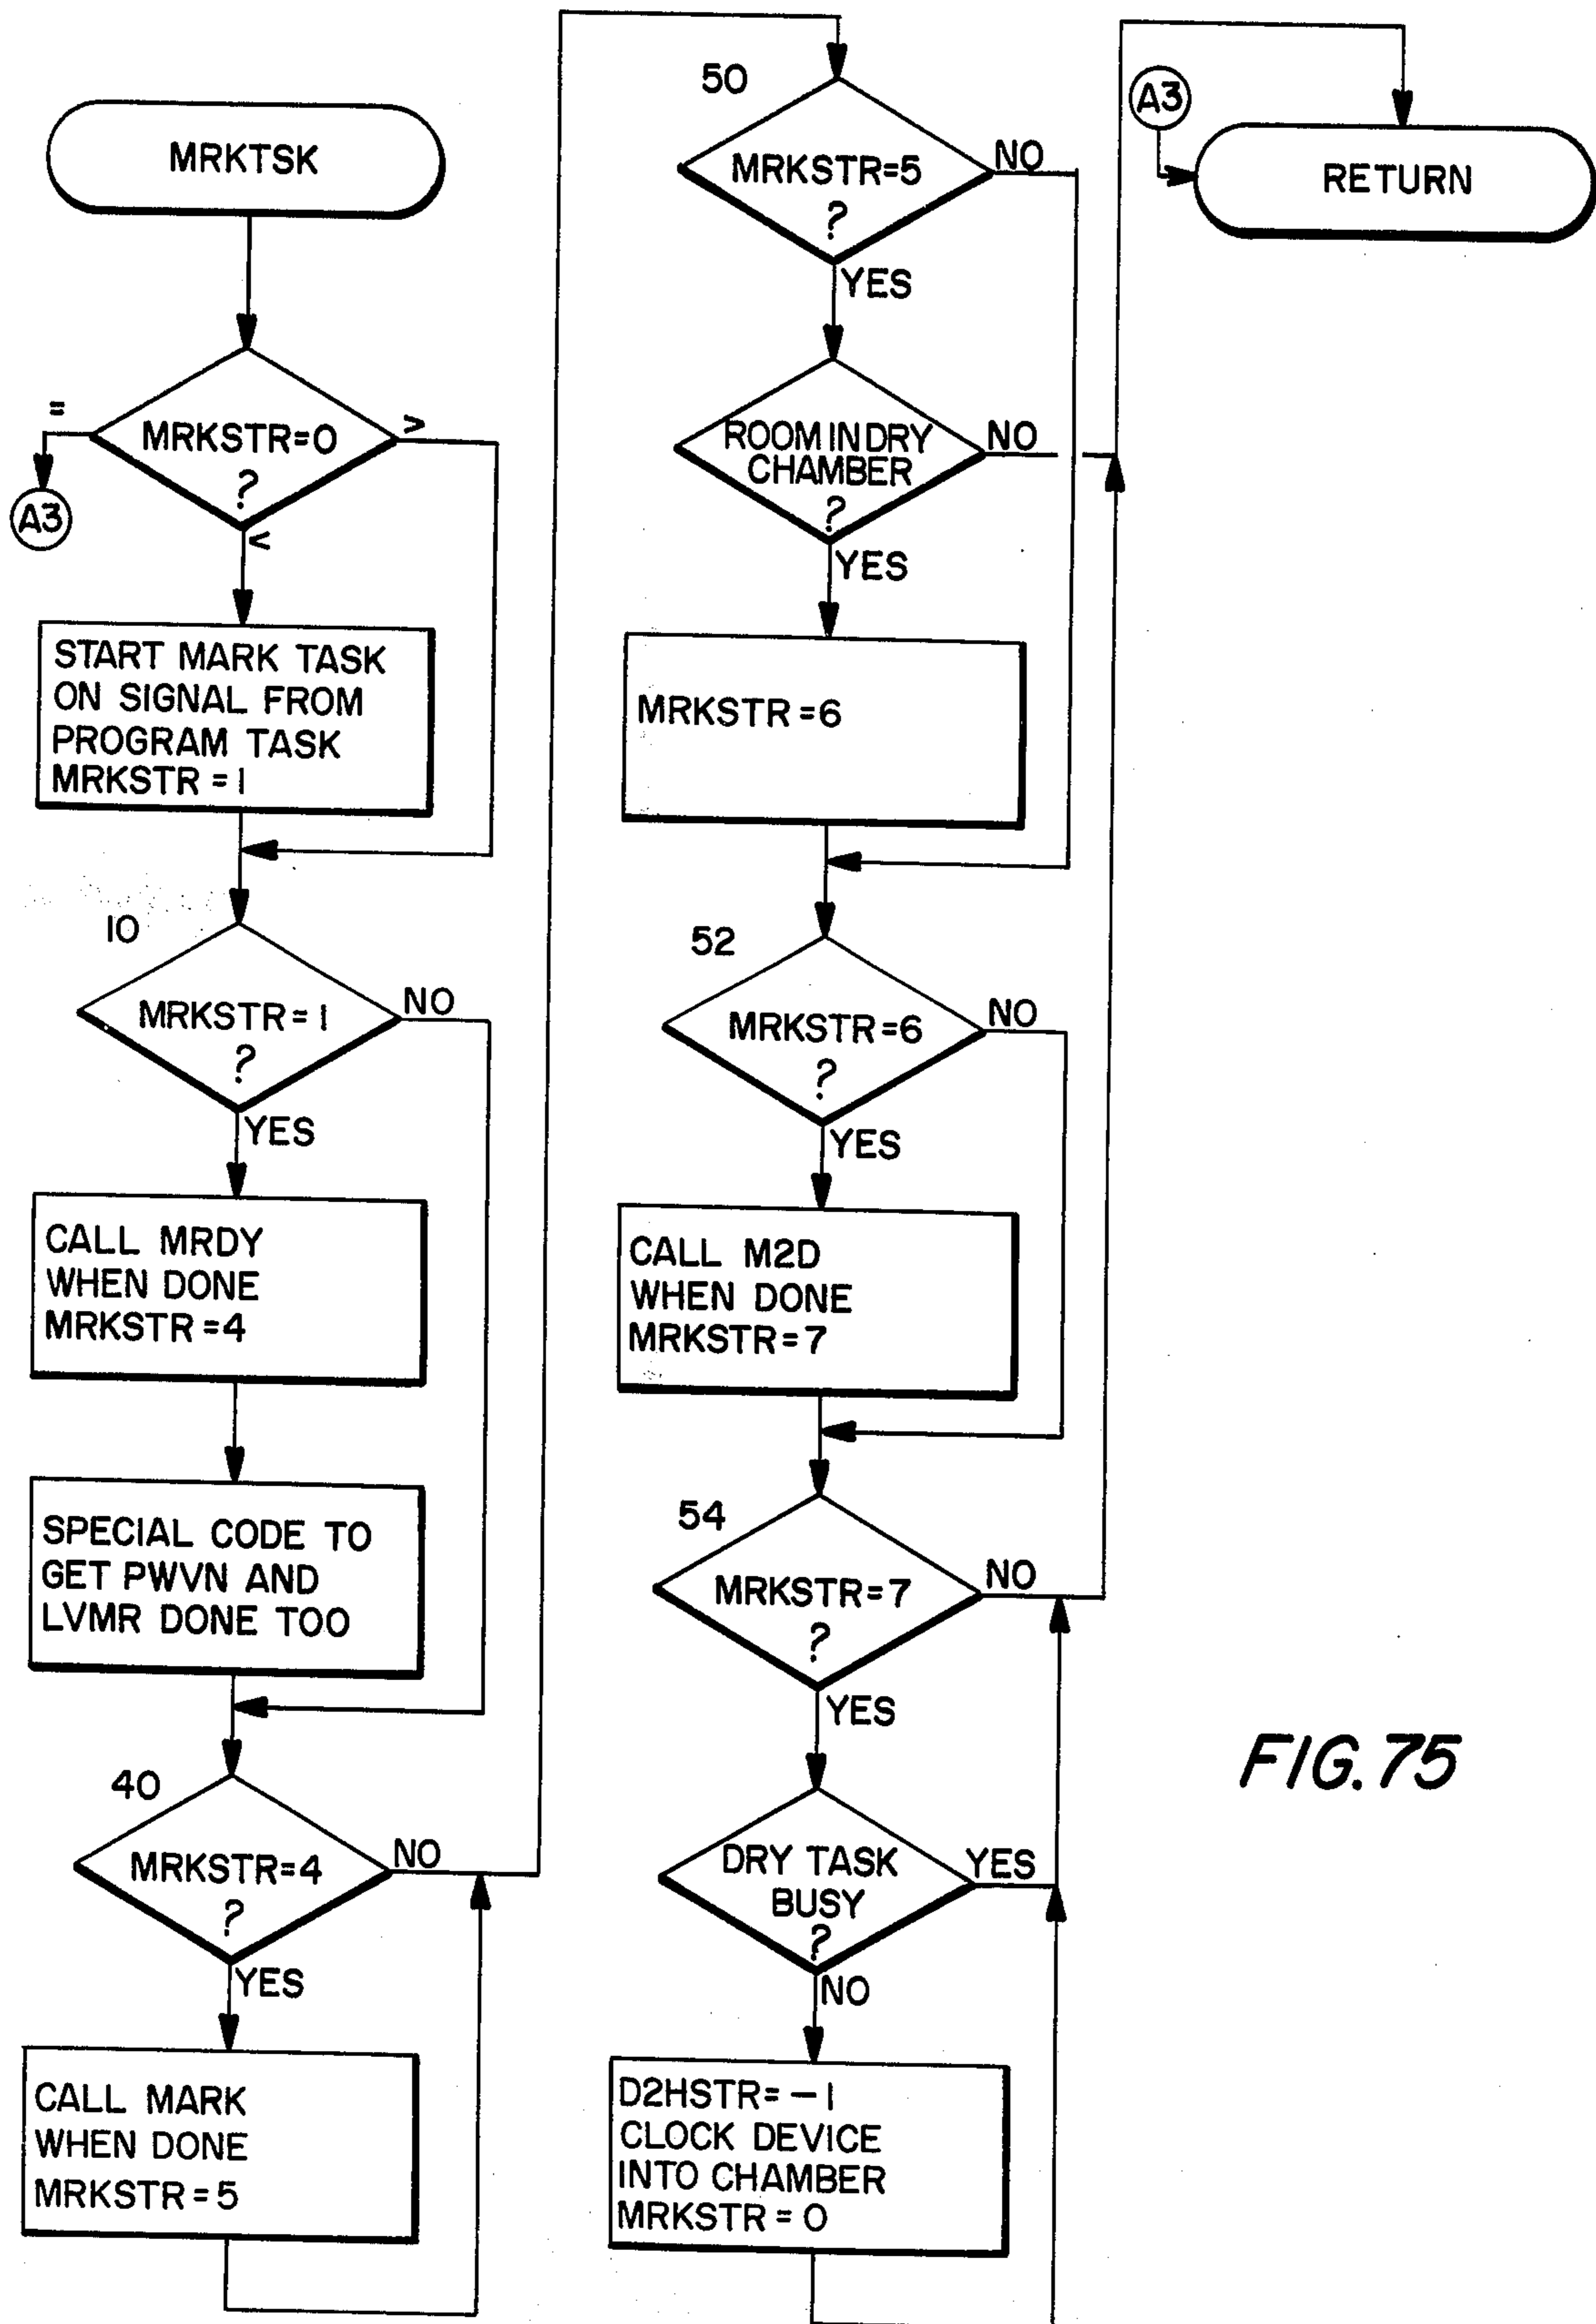 MRKTSK
=
MRKSTR=0
?
>
A3
<
START MARK TASK
ON SIGNAL FROM
PROGRAM TASK
MRKSTR=1
10
MRKSTR=1
?
NO
YES
CALL MRDY
WHEN DONE
MRKSTR=4
SPECIAL CODE TO
GET PWVN AND
LVMR DONE TOO
40
MRKSTR=4
?
NO
YES
CALL MARK
WHEN DONE
MRKSTR=5
50
MRKSTR=5
?
NO
YES
ROOM IN DRY
CHAMBER
?
NO
YES
MRKSTR=6
52
MRKSTR=6
?
NO
YES
CALL M2D
WHEN DONE
MRKSTR=7
54
MRKSTR=7
?
NO
YES
DRY TASK
BUSY
?
YES
NO
D2HSTR=-1
CLOCK DEVICE
INTO CHAMBER
MRKSTR=0
A3
RETURN
FIG.75